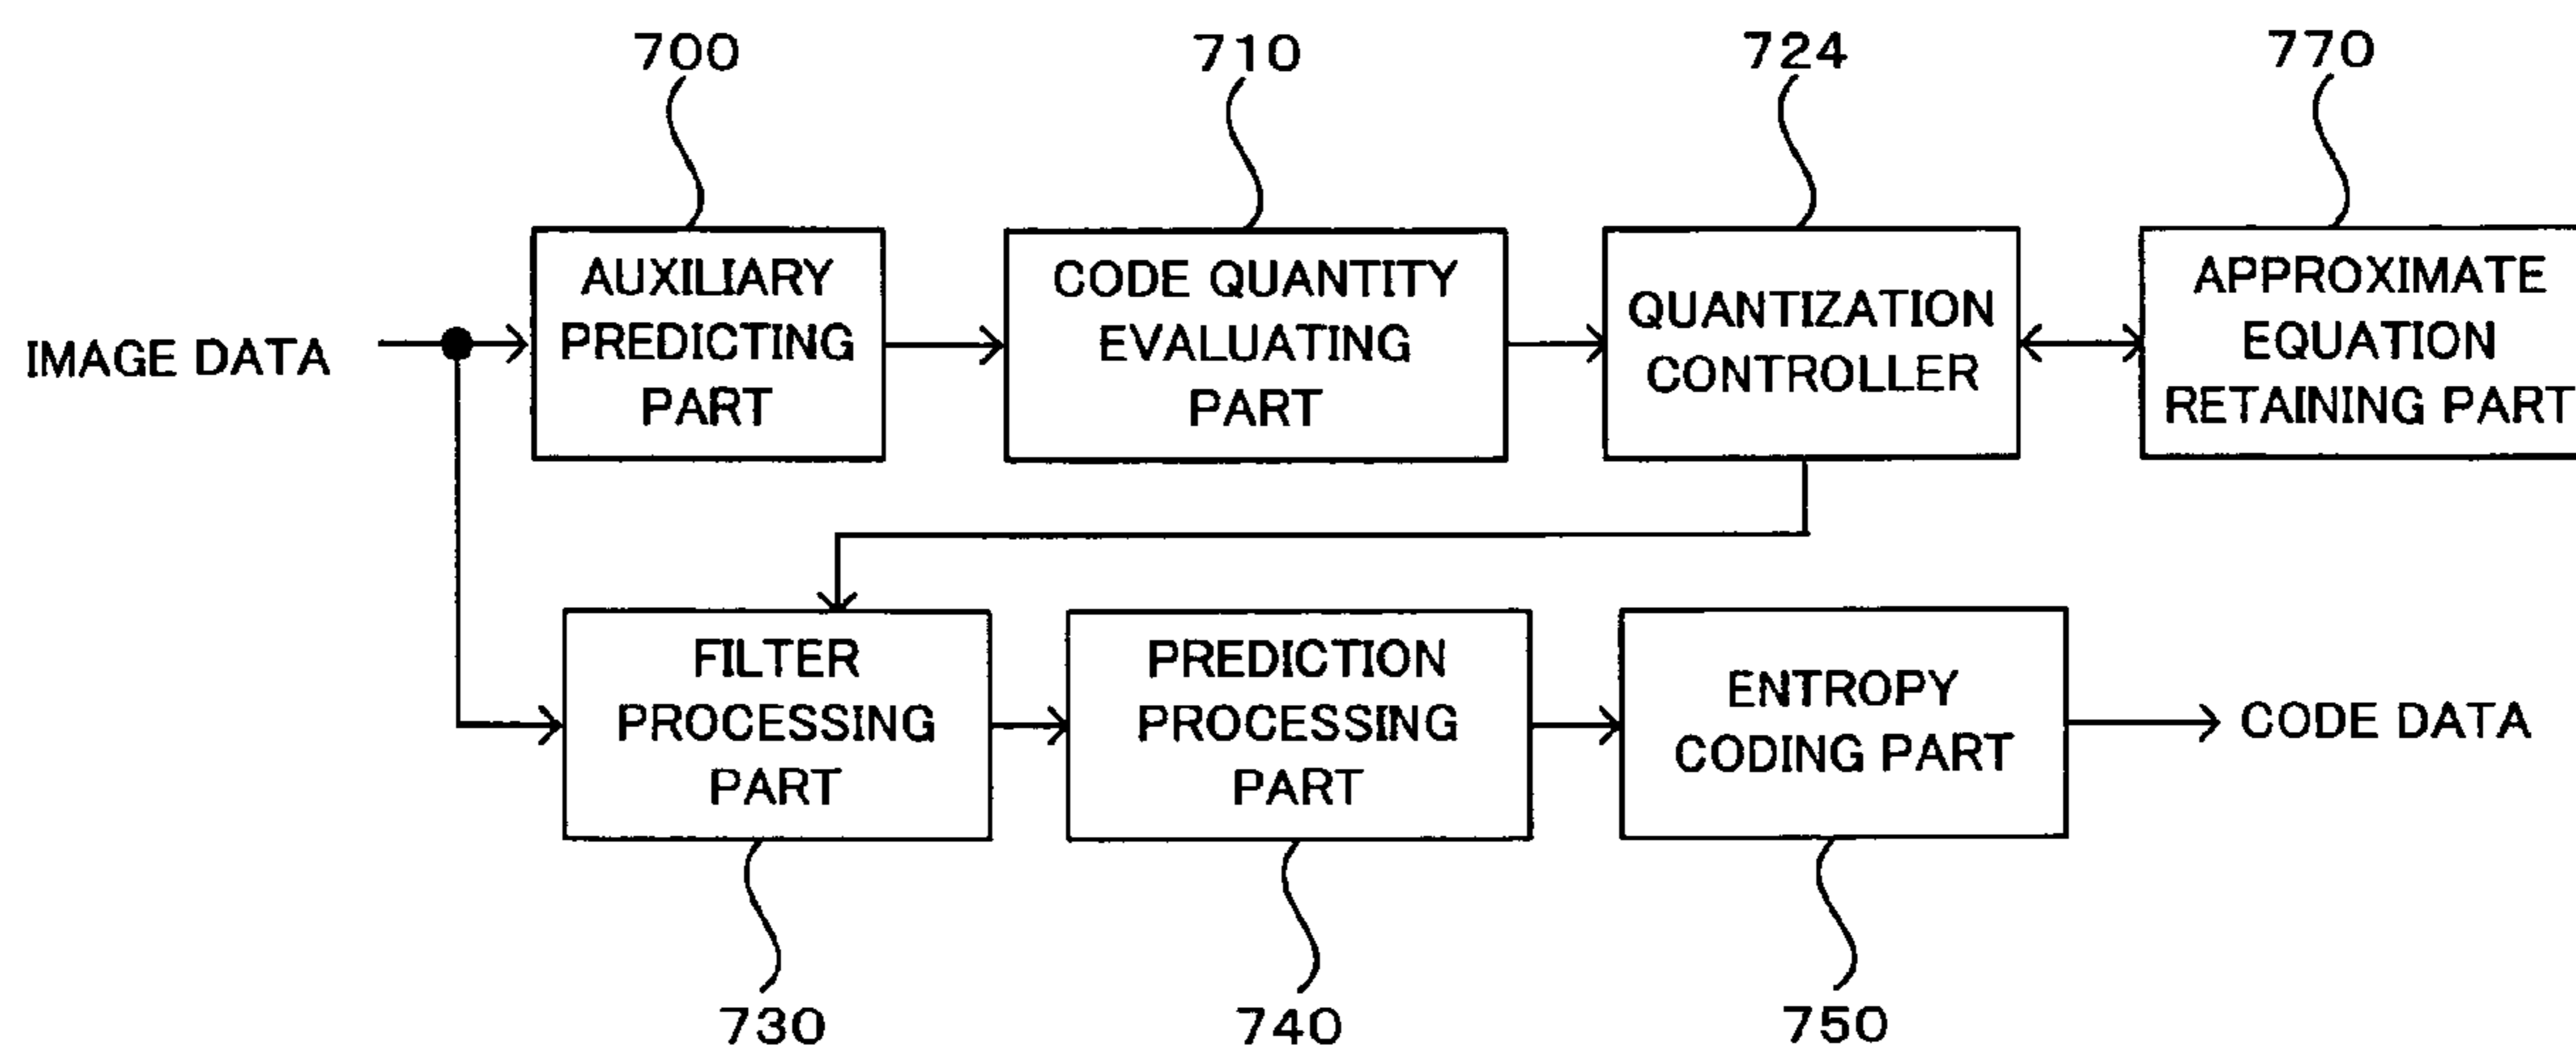 700
710
724
770
IMAGE DATA
AUXILIARY
PREDICTING
PART
CODE QUANTITY
EVALUATING
PART
QUANTIZATION
CONTROLLER
APPROXIMATE
EQUATION
RETAINING PART
FILTER
PROCESSING
PART
PREDICTION
PROCESSING
PART
ENTROPY
CODING PART
CODE DATA
730
740
750